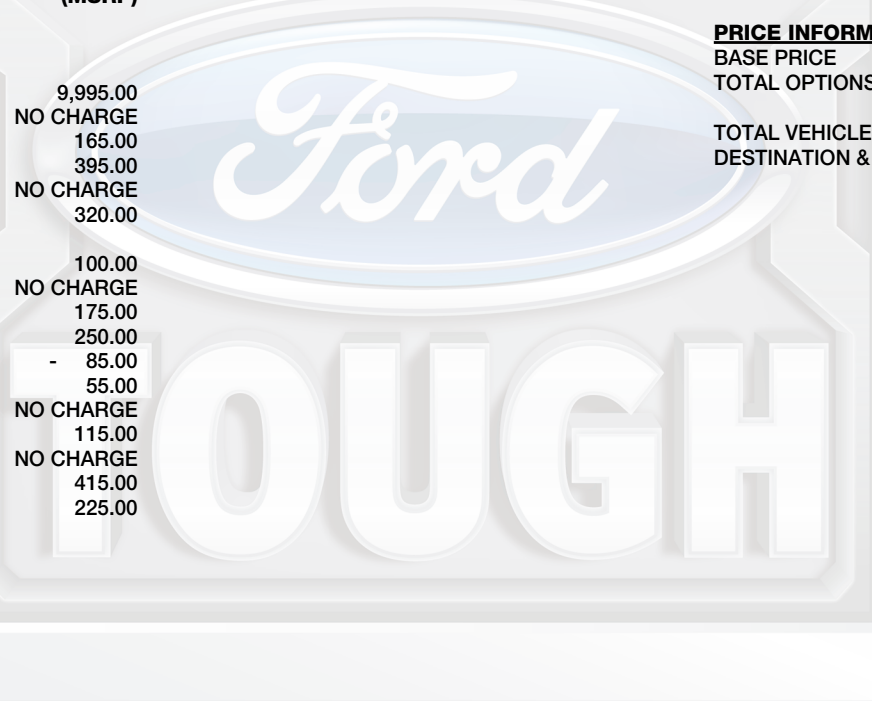 (MSRP)
9,995.00
NO CHARGE
165.00
395.00
NO CHARGE
320.00
100.00
NO CHARGE
175.00
250.00
- 85.00
55.00
NO CHARGE
115.00
NO CHARGE
415.00
225.00
PRICE INFORM
BASE PRICE
TOTAL OPTIONS
TOTAL VEHICLE
DESTINATION &
Ford
TOUGH